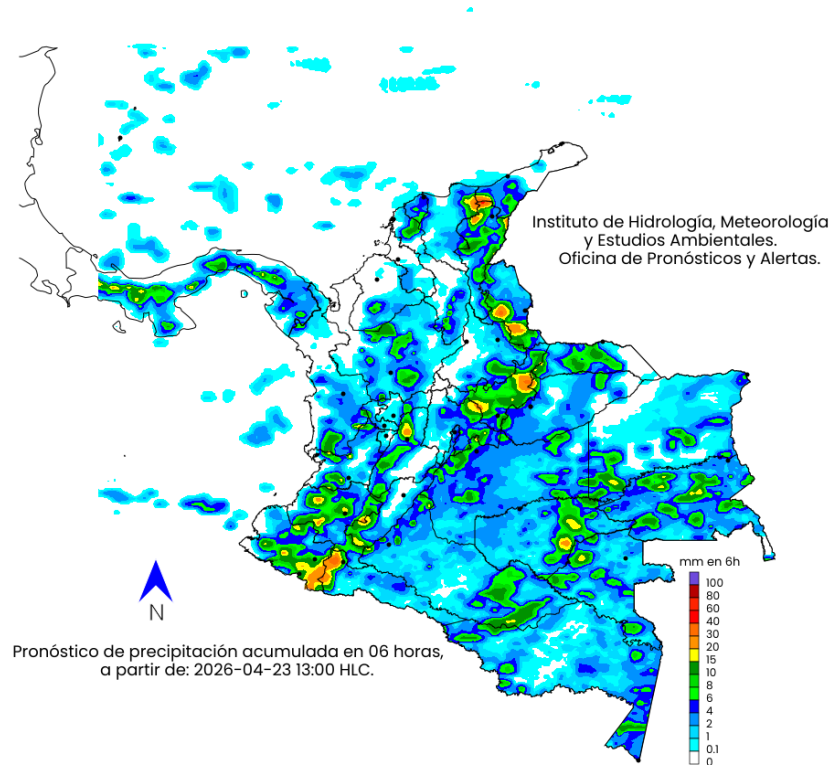 Instituto de Hidrología, Meteorología
y Estudios Ambientales.
Oficina de Pronósticos y Alertas.
mm en 6h
100
80
60
40
30
20
15
10
8
6
4
2
1
0.1
0
N
Pronóstico de precipitación acumulada en 06 horas,
a partir de: 2026-04-23 13:00 HLC.